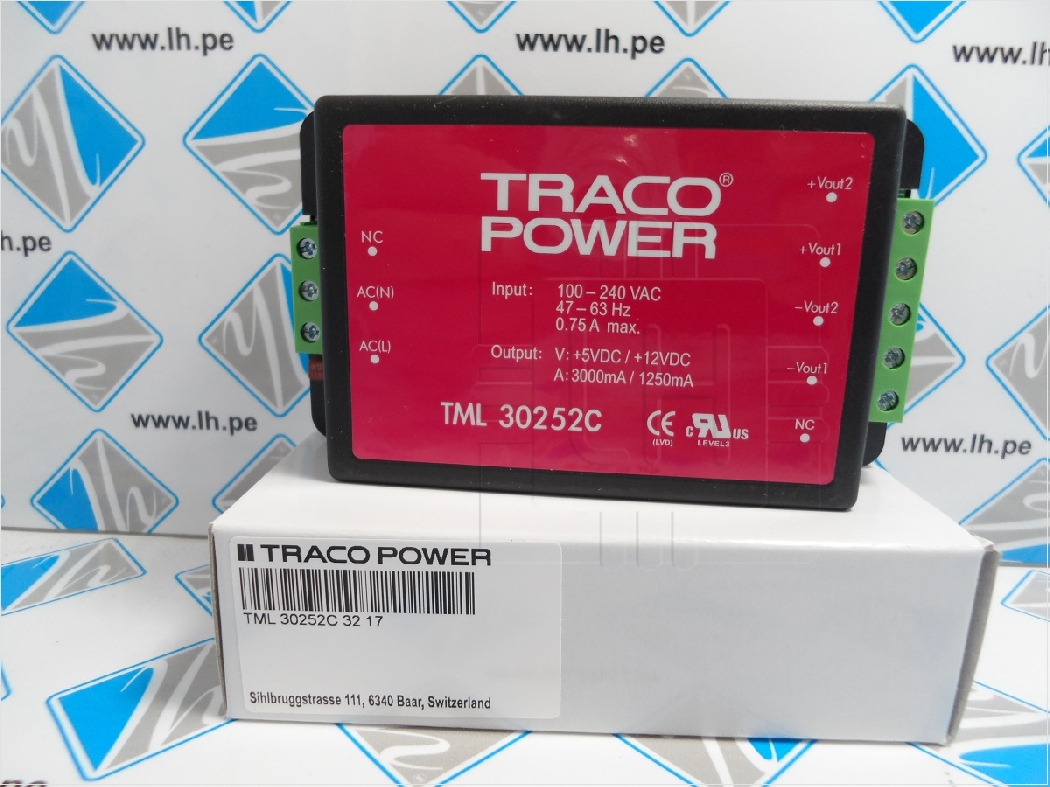 www.lh.pe
www.lh.pe
www.lh.pe
lh.pe
TRACO®
POWER
Input: 100 – 240 VAC
47 – 63 Hz
0.75 A max.
Output: V: +5VDC / +12VDC
A: 3000mA / 1250mA
TML 30252C
CE
(LVD)
c RU US
LEVEL3
NC
AC(N)
AC(L)
+Vout2
+Vout1
–Vout2
–Vout1
NC
www.lh.pe
www.lh.pe
TRACO POWER
TML 30252C 32 17
Sihlbruggstrasse 111, 6340 Baar, Switzerland